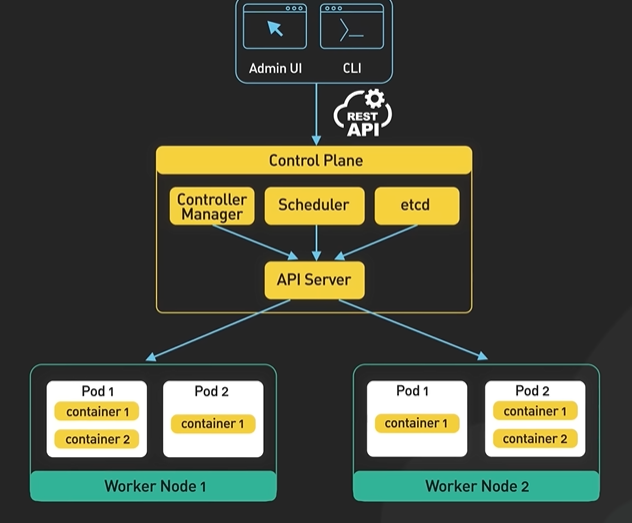 Admin UI
CLI
REST
API
Control Plane
Controller
Manager
Scheduler
etcd
API Server
Pod 1
container 1
container 2
Pod 2
container 1
Worker Node 1
Pod 1
container 1
Pod 2
container 1
container 2
Worker Node 2